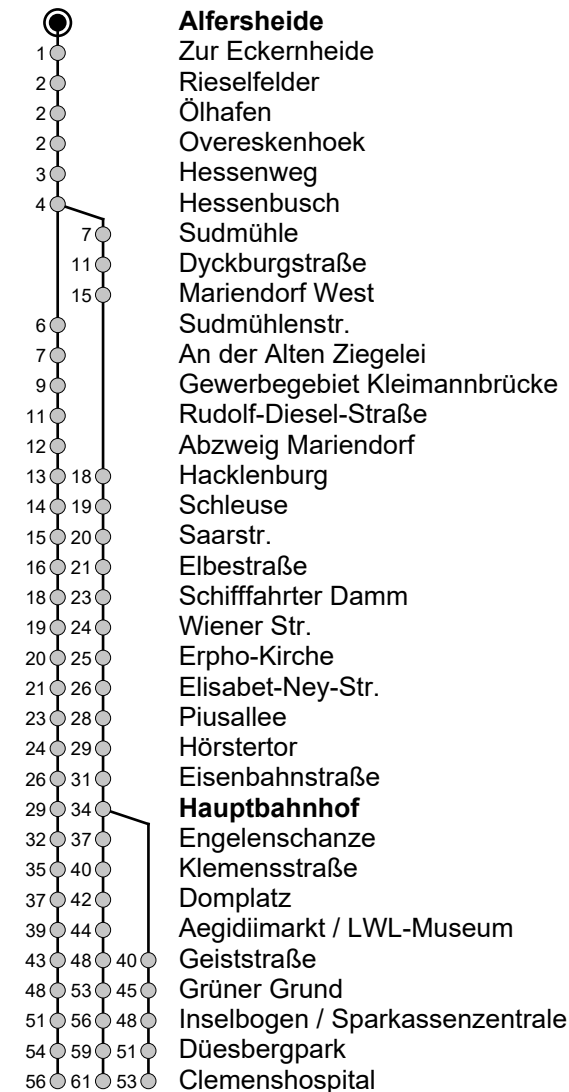 Alfersheide
1 Zur Eckernheide
2 Rieselfelder
2 Ölhafen
2 Overeskenhoek
3 Hessenweg
4 Hessenbusch
7 Sudmühle
11 Dyckburgstraße
15 Mariendorf West
6 Sudmühlenstr.
7 An der Alten Ziegelei
9 Gewerbegebiet Kleimannbrücke
11 Rudolf-Diesel-Straße
12 Abzweig Mariendorf
13 18 Hacklenburg
14 19 Schleuse
15 20 Saarstr.
16 21 Elbestraße
18 23 Schifffahrter Damm
19 24 Wiener Str.
20 25 Erpho-Kirche
21 26 Elisabet-Ney-Str.
23 28 Piusallee
24 29 Hörstertor
26 31 Eisenbahnstraße
29 34 Hauptbahnhof
32 37 Engelenschanze
35 40 Klemensstraße
37 42 Domplatz
39 44 Aegidiimarkt / LWL-Museum
43 48 40 Geiststraße
48 53 45 Grüner Grund
51 56 48 Inselbogen / Sparkassenzentrale
54 59 51 Düesbergpark
56 61 53 Clemenshospital